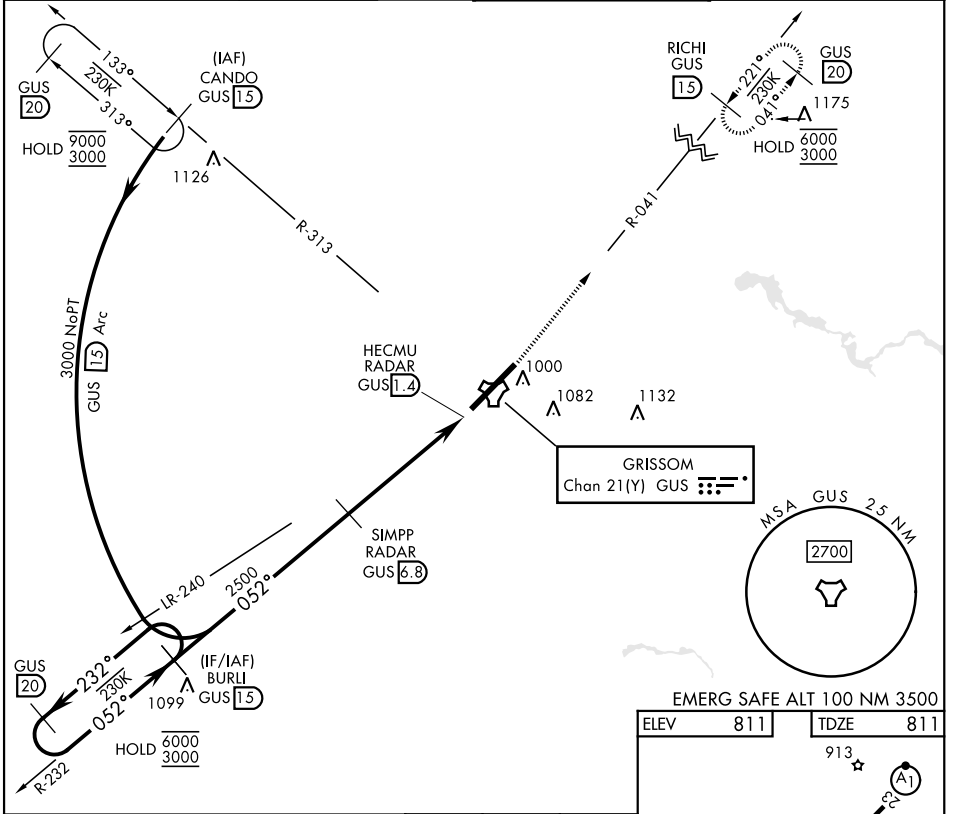 133°
230K
313°
GUS
20
HOLD 9000
3000
(IAF)
CANDO
GUS 15
1126
R-313
RICHI
GUS
15
221°
230K
041°
GUS
20
1175
HOLD 6000
3000
R-041
3000 NoPT
GUS 15 Arc
HECMU
RADAR
GUS 1.4
1000
1082
1132
GRISSOM
Chan 21(Y) GUS
SIMPP
RADAR
GUS 6.8
MSA GUS 25 NM
2700
LR-240
2500
052°
GUS
20
232°
230K
052°
(IF/IAF)
BURLI
GUS 15
1099
HOLD 6000
3000
R-232
EMERG SAFE ALT 100 NM 3500
ELEV 811
TDZE 811
913
A1
23